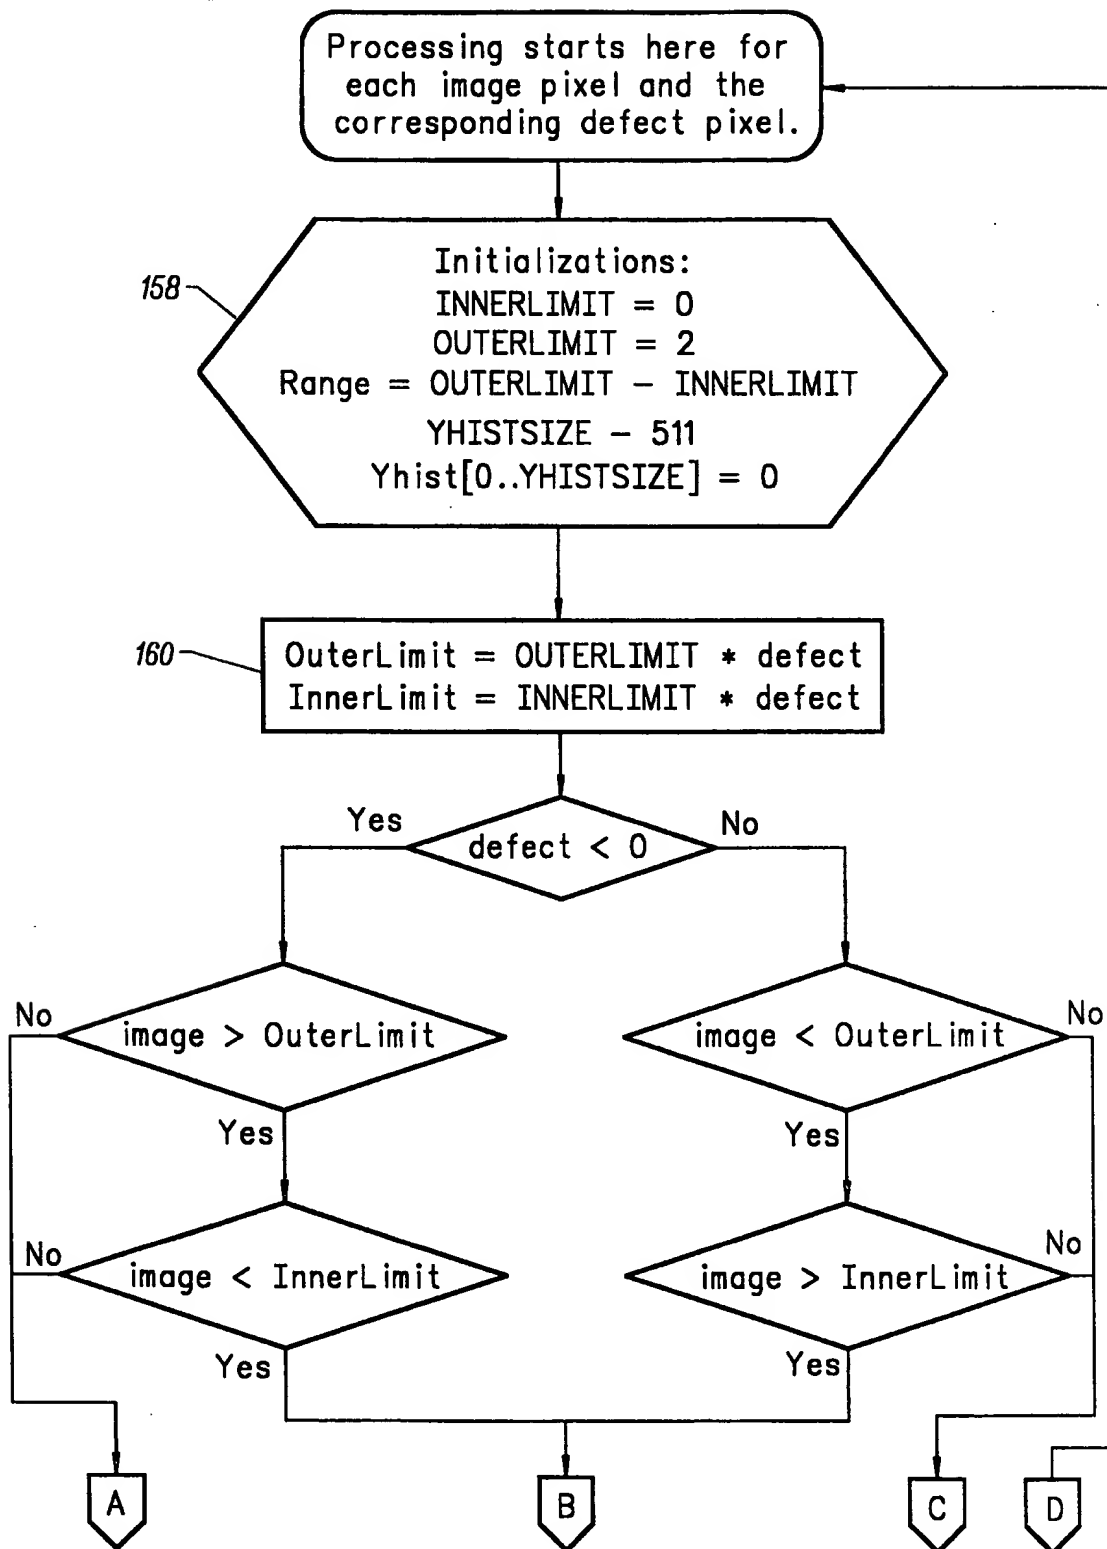 Processing starts here for
each image pixel and the
corresponding defect pixel.
158
Initializations:
INNERLIMIT = 0
OUTERLIMIT = 2
Range = OUTERLIMIT - INNERLIMIT
YHISTSIZE - 511
Yhist[0..YHISTSIZE] = 0
160
OuterLimit = OUTERLIMIT * defect
InnerLimit = INNERLIMIT * defect
Yes
No
defect < 0
No
image > OuterLimit
image < OuterLimit
No
Yes
Yes
No
image < InnerLimit
image > InnerLimit
No
Yes
Yes
A
B
C
D